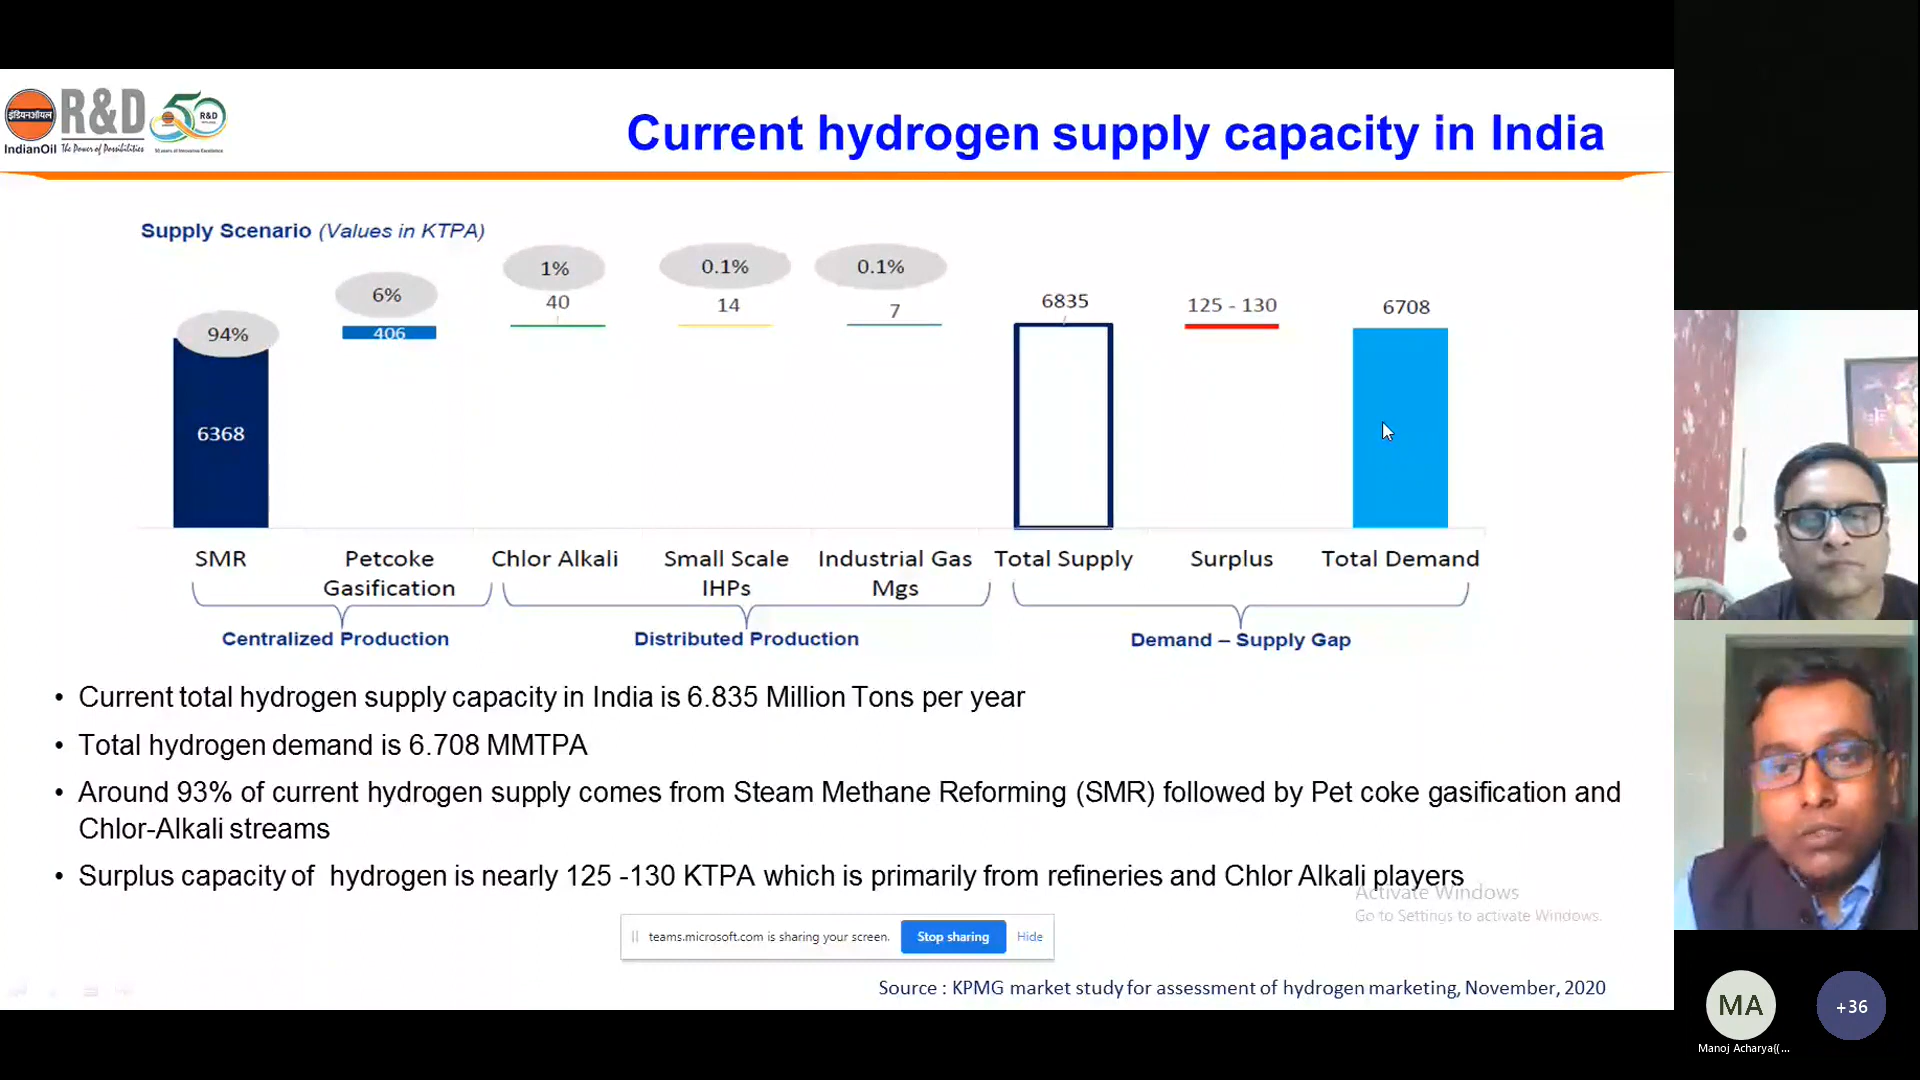 इंडियनऑयल
IndianOil
R&D
The Power of Possibilities
50
R&D
Current hydrogen supply capacity in India
Supply Scenario (Values in KTPA)
94%
6%
1%
0.1%
0.1%
6368
406
40
14
7
6835
125 - 130
6708
SMR
Petcoke Gasification
Chlor Alkali
Small Scale IHPs
Industrial Gas Mgs
Total Supply
Surplus
Total Demand
Centralized Production
Distributed Production
Demand – Supply Gap
• Current total hydrogen supply capacity in India is 6.835 Million Tons per year
• Total hydrogen demand is 6.708 MMTPA
• Around 93% of current hydrogen supply comes from Steam Methane Reforming (SMR) followed by Pet coke gasification and
Chlor-Alkali streams
• Surplus capacity of hydrogen is nearly 125 -130 KTPA which is primarily from refineries and Chlor Alkali players
Activate Windows
Go to Settings to activate Windows.
teams.microsoft.com is sharing your screen.
Stop sharing
Hide
Source : KPMG market study for assessment of hydrogen marketing, November, 2020
MA
+36
Manoj Acharya((...